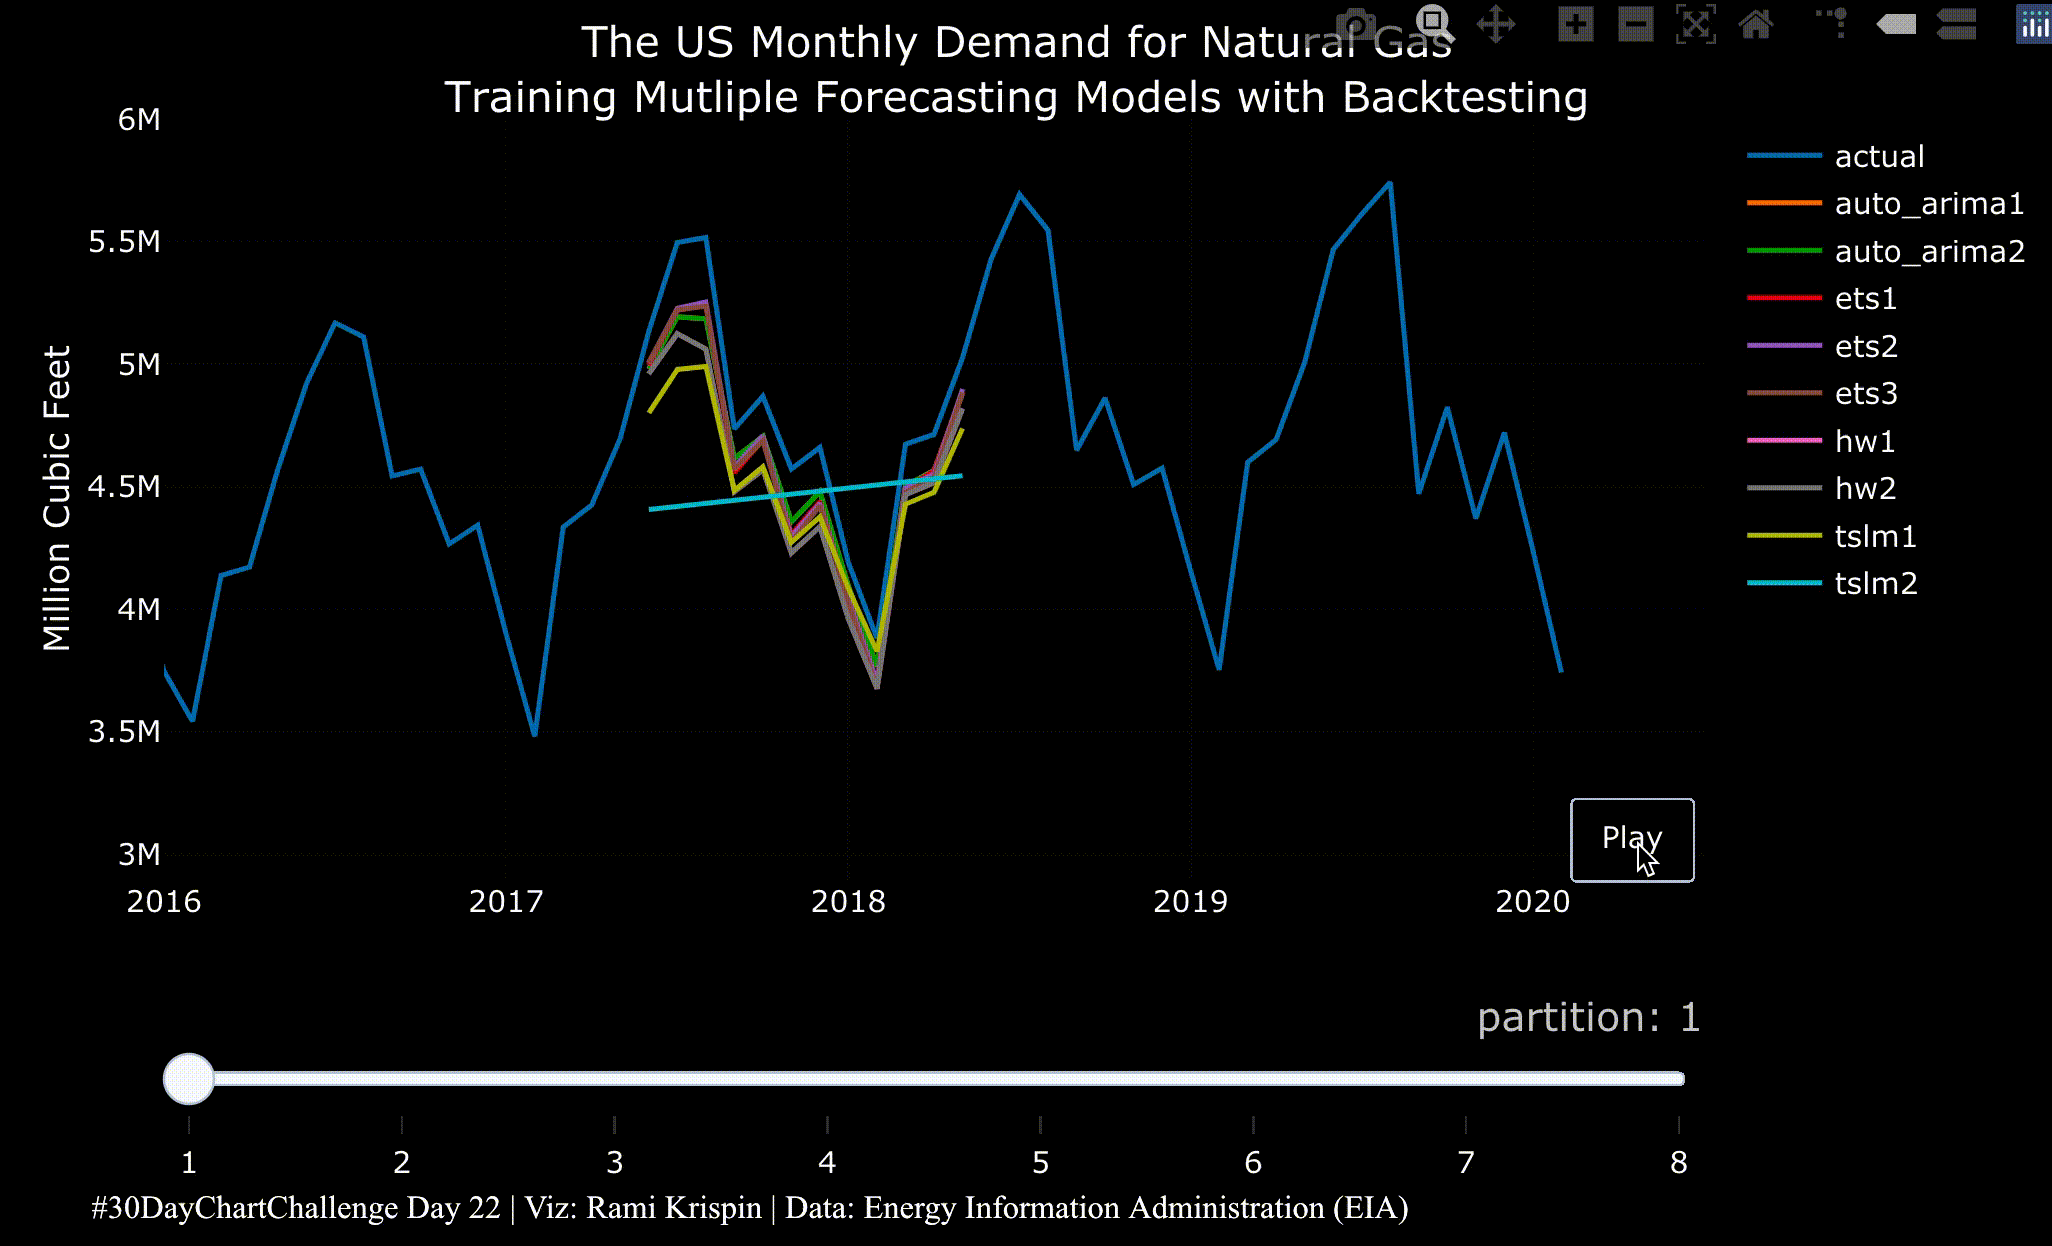 The US Monthly Demand for Natural Gas
Training Mutliple Forecasting Models with Backtesting
6M
5.5M
5M
4.5M
4M
3.5M
3M
Million Cubic Feet
2016 2017 2018 2019 2020
actual
auto_arima1
auto_arima2
ets1
ets2
ets3
hw1
hw2
tslm1
tslm2
Play
partition: 1
1 2 3 4 5 6 7 8
#30DayChartChallenge Day 22 | Viz: Rami Krispin | Data: Energy Information Administration (EIA)